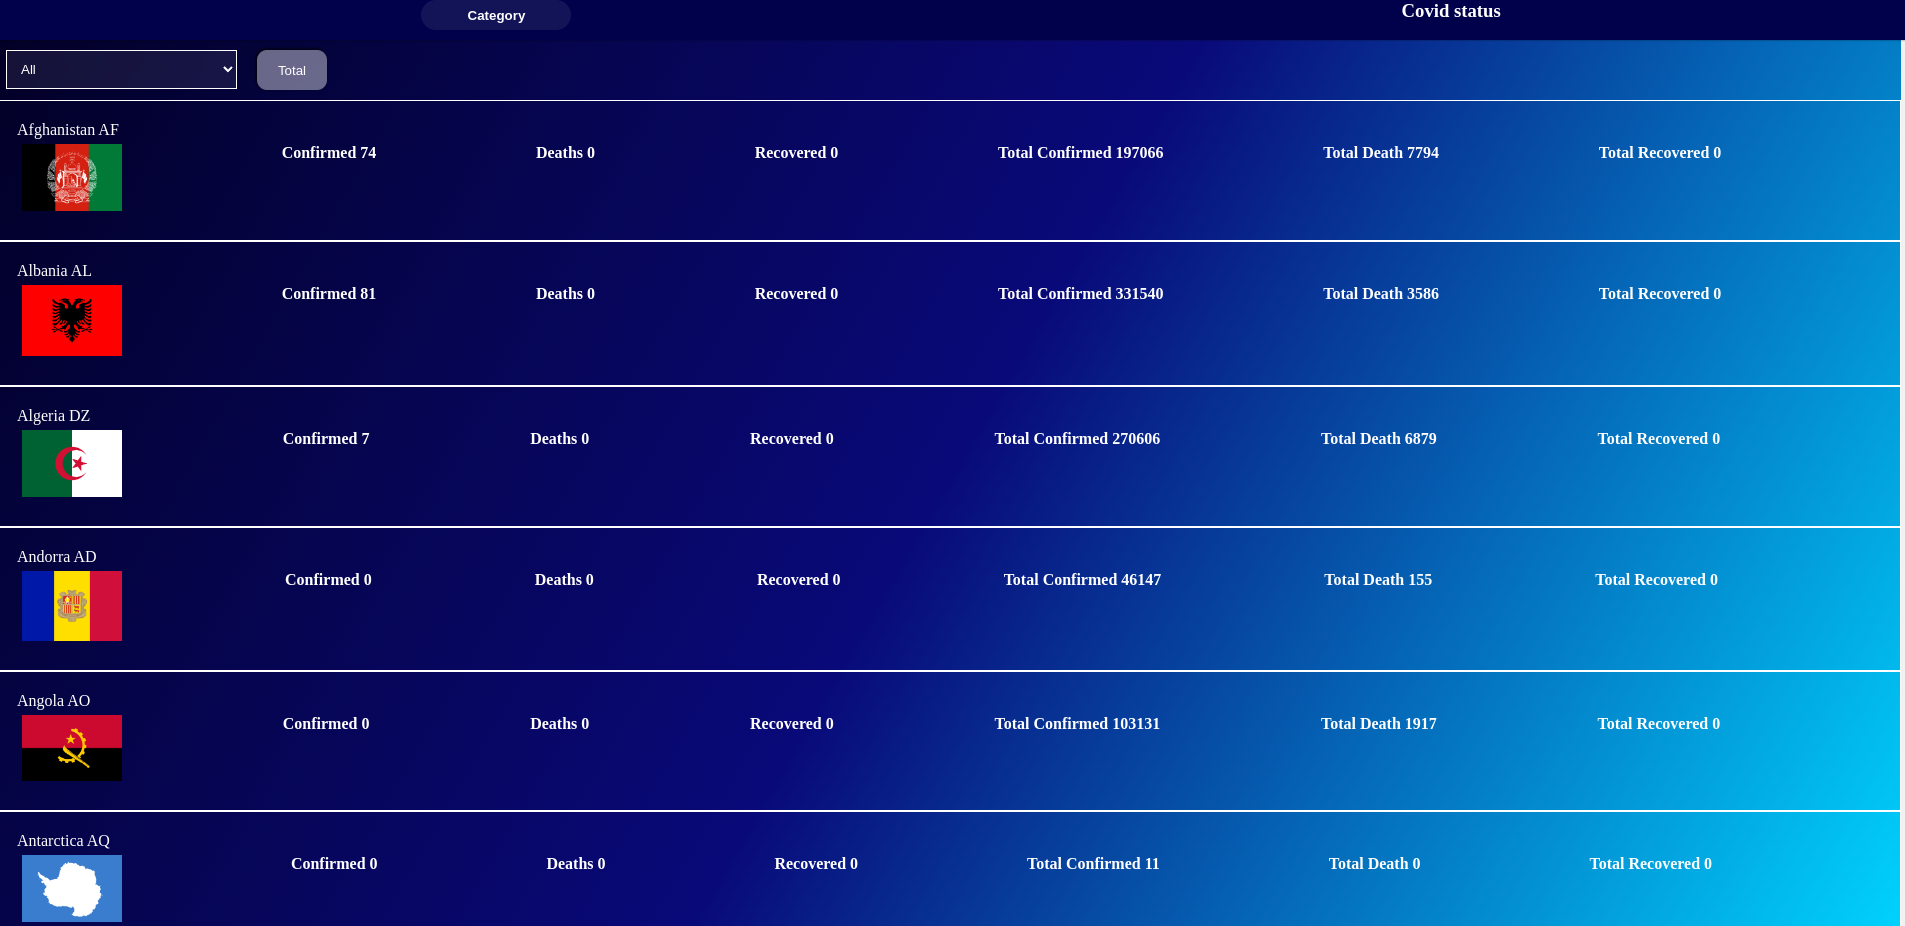 Category
Covid status
All
Total
Afghanistan AF
Confirmed 74 Deaths 0 Recovered 0 Total Confirmed 197066 Total Death 7794 Total Recovered 0
Albania AL
Confirmed 81 Deaths 0 Recovered 0 Total Confirmed 331540 Total Death 3586 Total Recovered 0
Algeria DZ
Confirmed 7 Deaths 0 Recovered 0 Total Confirmed 270606 Total Death 6879 Total Recovered 0
Andorra AD
Confirmed 0 Deaths 0 Recovered 0 Total Confirmed 46147 Total Death 155 Total Recovered 0
Angola AO
Confirmed 0 Deaths 0 Recovered 0 Total Confirmed 103131 Total Death 1917 Total Recovered 0
Antarctica AQ
Confirmed 0 Deaths 0 Recovered 0 Total Confirmed 11 Total Death 0 Total Recovered 0